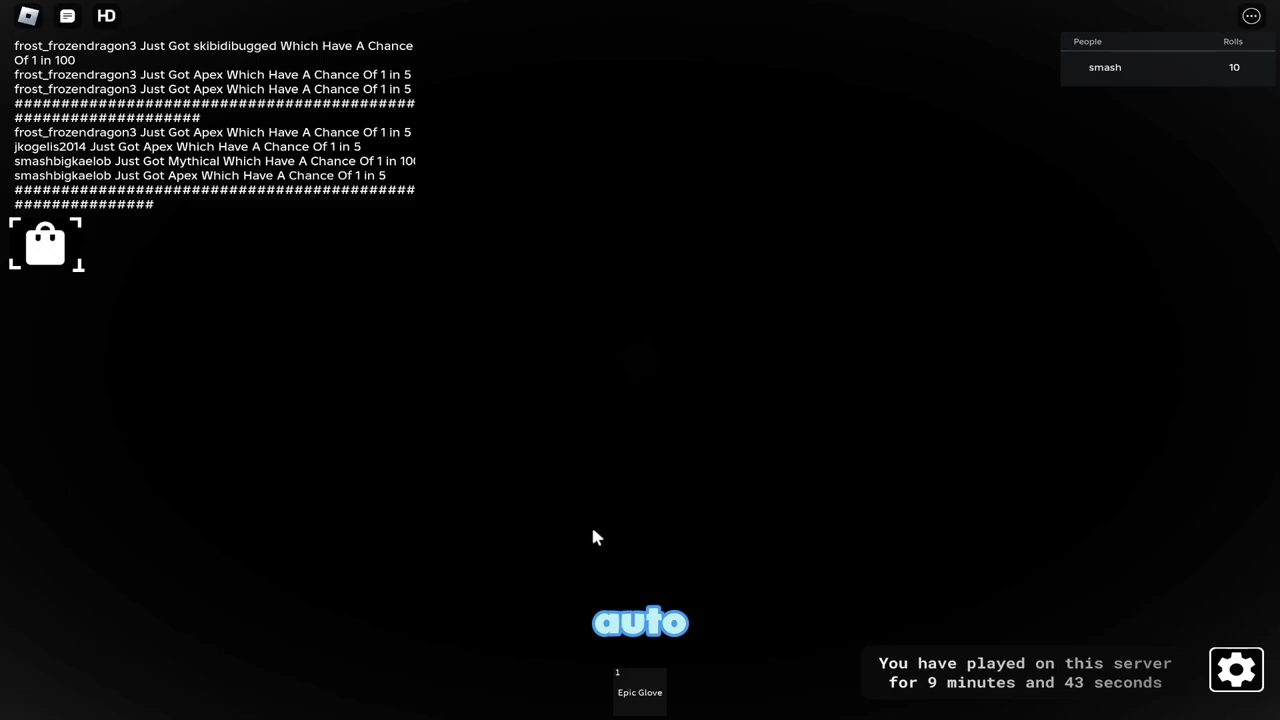 HD
frost_frozendragon3 Just Got skibidibugged Which Have A Chance
Of 1 in 100
frost_frozendragon3 Just Got Apex Which Have A Chance Of 1 in 5
frost_frozendragon3 Just Got Apex Which Have A Chance Of 1 in 5
###########################################
####################
frost_frozendragon3 Just Got Apex Which Have A Chance Of 1 in 5
jkogelis2014 Just Got Apex Which Have A Chance Of 1 in 5
smashbigkaelob Just Got Mythical Which Have A Chance Of 1 in 100
smashbigkaelob Just Got Apex Which Have A Chance Of 1 in 5
###########################################
###############
People Rolls
smash 10
auto
1
Epic Glove
You have played on this server
for 9 minutes and 43 seconds